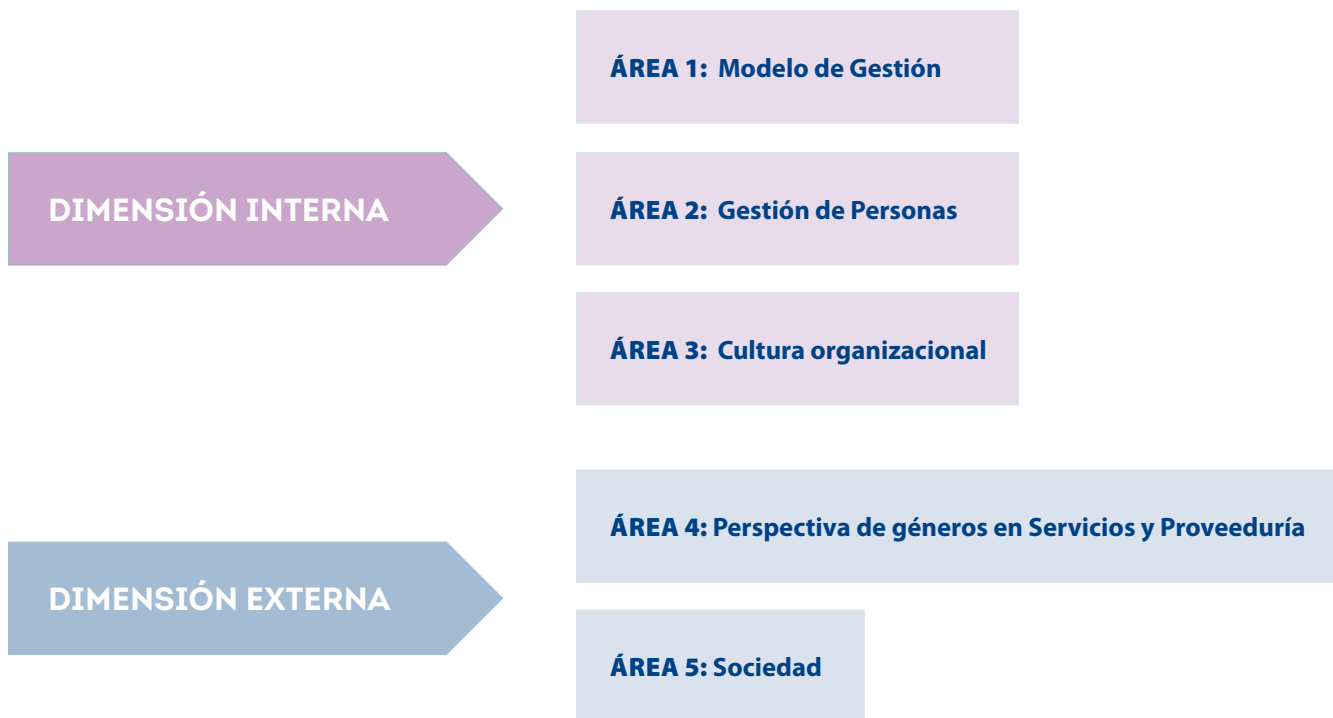 DIMENSIÓN INTERNA
ÁREA 1: Modelo de Gestión
ÁREA 2: Gestión de Personas
ÁREA 3: Cultura organizacional
DIMENSIÓN EXTERNA
ÁREA 4: Perspectiva de géneros en Servicios y Proveeduría
ÁREA 5: Sociedad